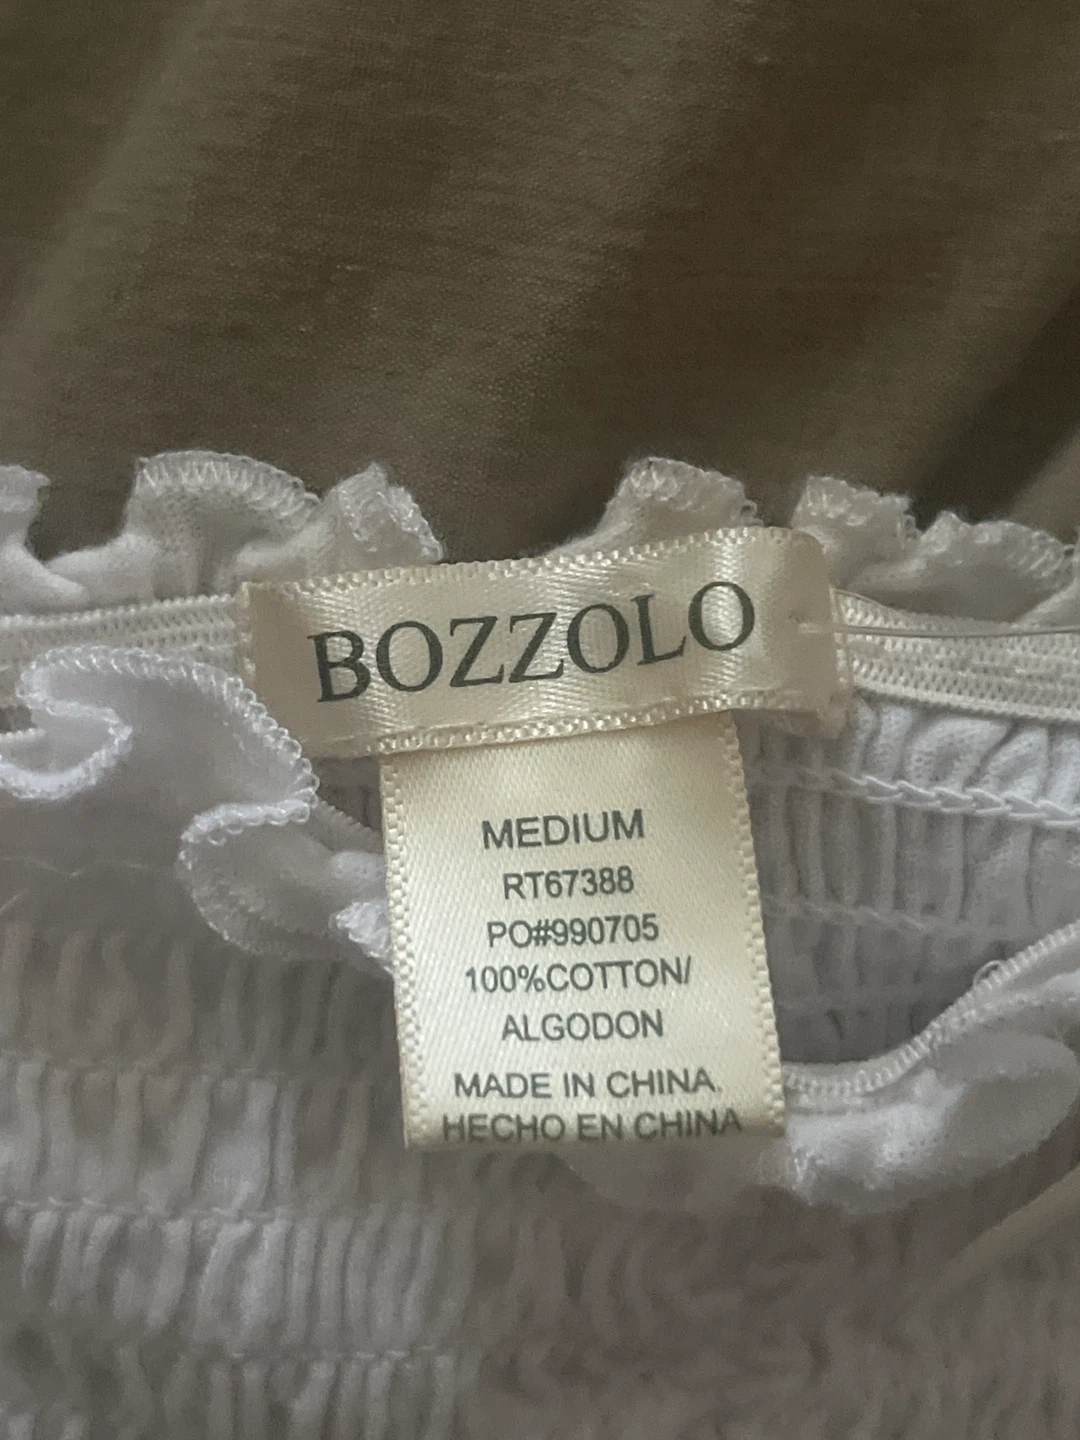 BOZZOLO
MEDIUM
RT67388
PO#990705
100%COTTON/
ALGODON
MADE IN CHINA.
HECHO EN CHINA